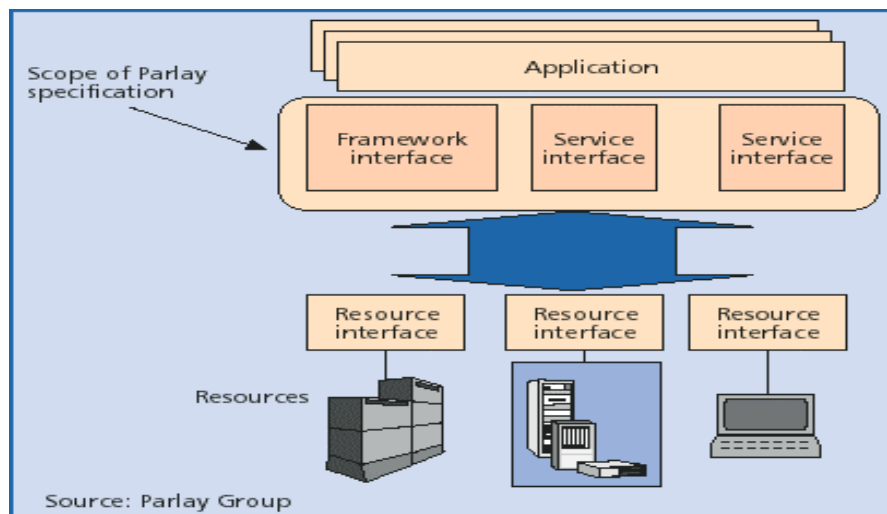 Application
Scope of Parlay
specification
Framework
interface
Service
interface
Service
interface
Resource
interface
Resource
interface
Resource
interface
Resources
Source: Parlay Group